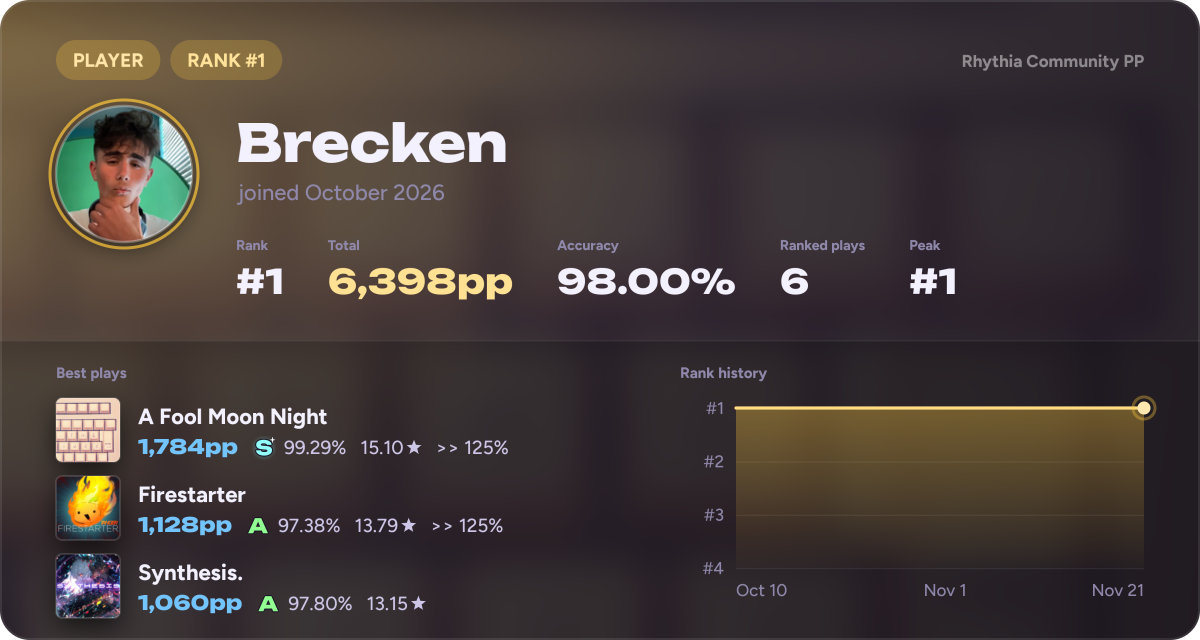 PLAYER RANK #1 Rhythia Community PP
Brecken
joined October 2026
Rank Total Accuracy Ranked plays Peak
#1 6,398pp 98.00% 6 #1
Best plays
A Fool Moon Night
1,784pp S+ 99.29% 15.10★ >> 125%
Firestarter
1,128pp A 97.38% 13.79★ >> 125%
FIRESTARTER
Synthesis.
1,060pp A 97.80% 13.15★
SYNTHESIS
Rank history
#1
#2
#3
#4
Oct 10 Nov 1 Nov 21